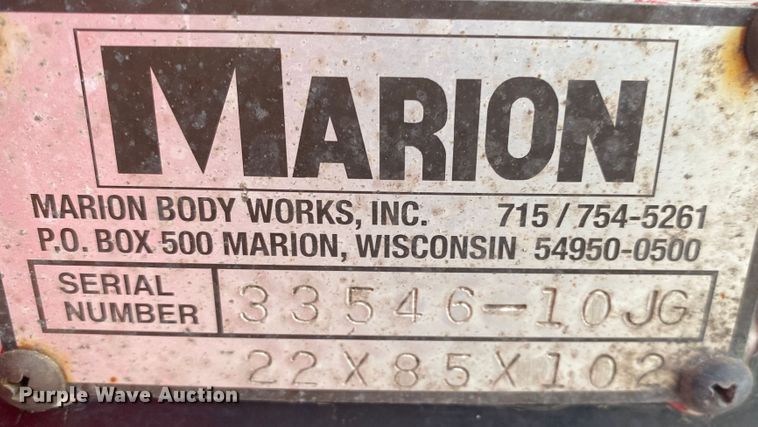 MARION
MARION BODY WORKS, INC. 715 / 754-5261
P.O. BOX 500 MARION, WISCONSIN 54950-0500
SERIAL NUMBER 33546-10JG
22X85X102
Purple Wave Auction